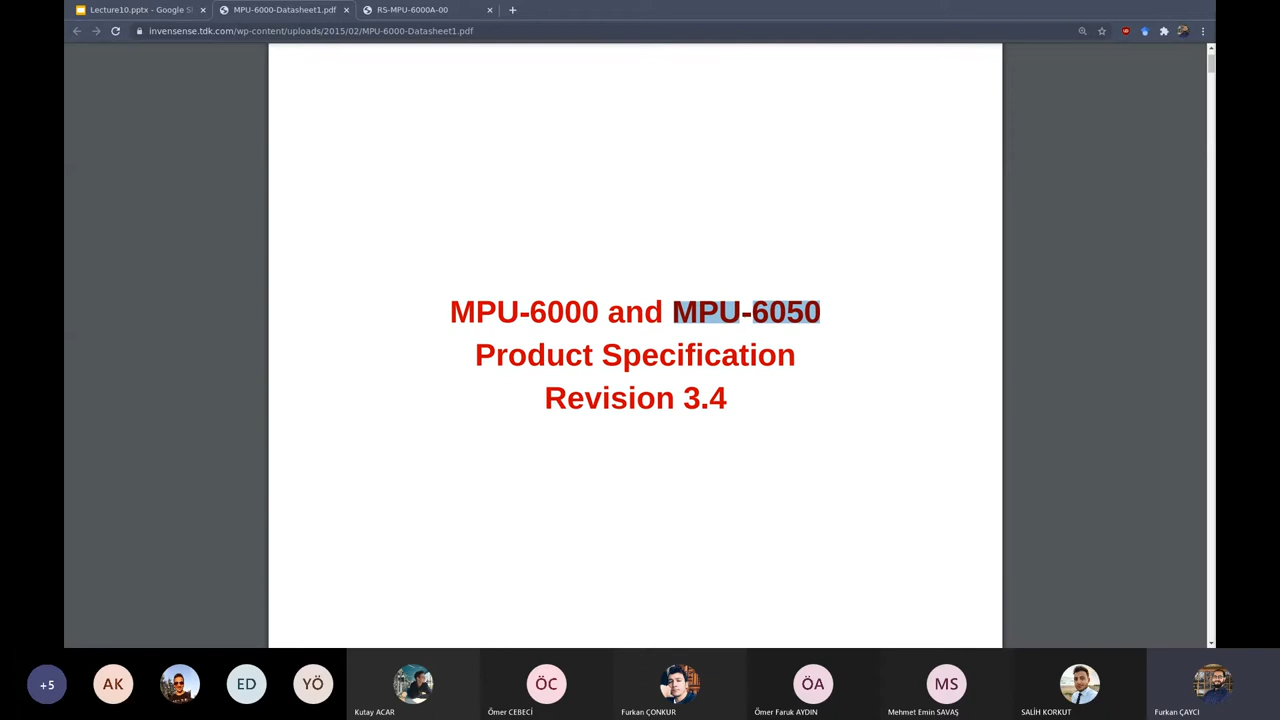 Lecture10.pptx - Google Sl
MPU-6000-Datasheet1.pdf
RS-MPU-6000A-00
invensense.tdk.com/wp-content/uploads/2015/02/MPU-6000-Datasheet1.pdf
MPU-6000 and MPU-6050
Product Specification
Revision 3.4
+5
AK
ED
YÖ
ÖC
ÖA
MS
Kutay ACAR
Ömer CEBECİ
Furkan ÇONKUR
Ömer Faruk AYDIN
Mehmet Emin SAVAŞ
SALİH KORKUT
Furkan ÇAYCI